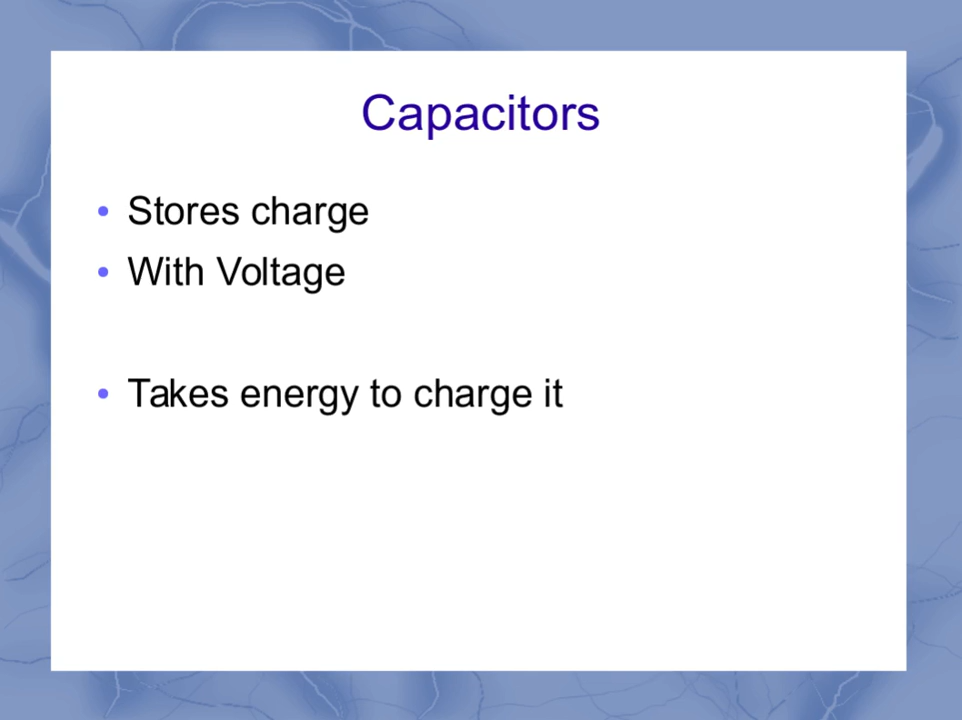 Capacitors
Stores charge
With Voltage
Takes energy to charge it